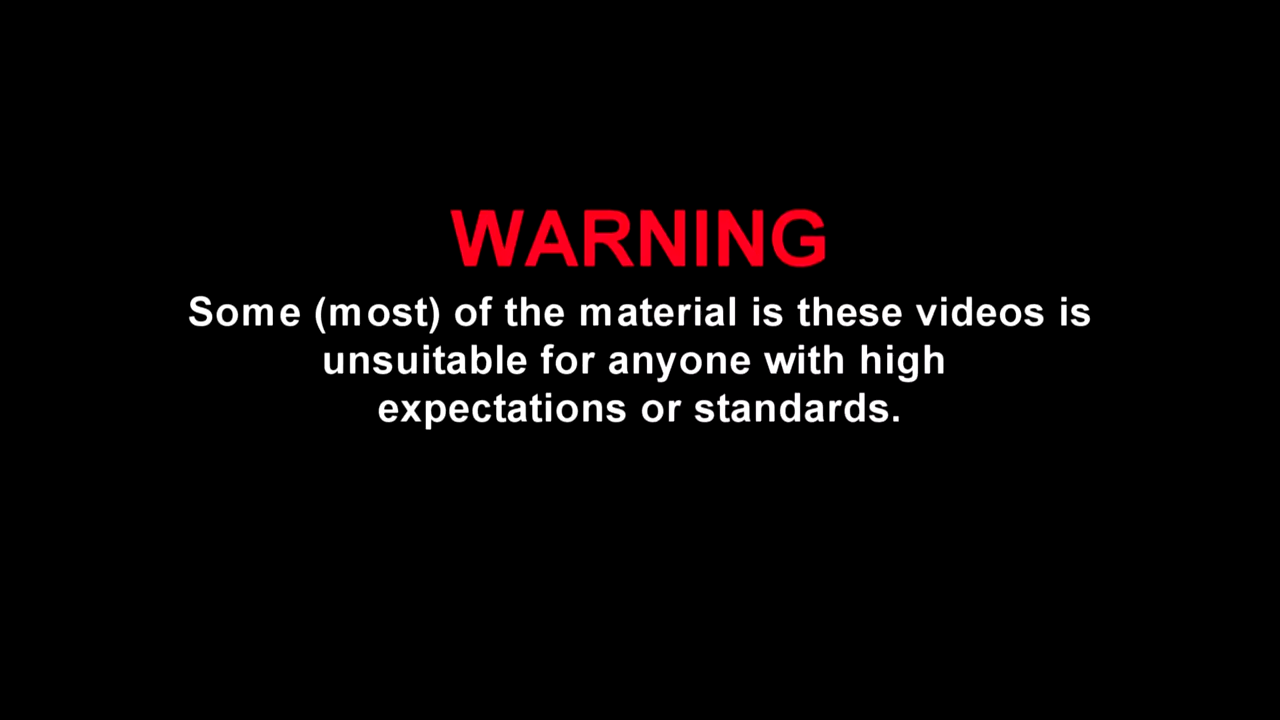 WARNING
Some (most) of the material is these videos is
unsuitable for anyone with high
expectations or standards.